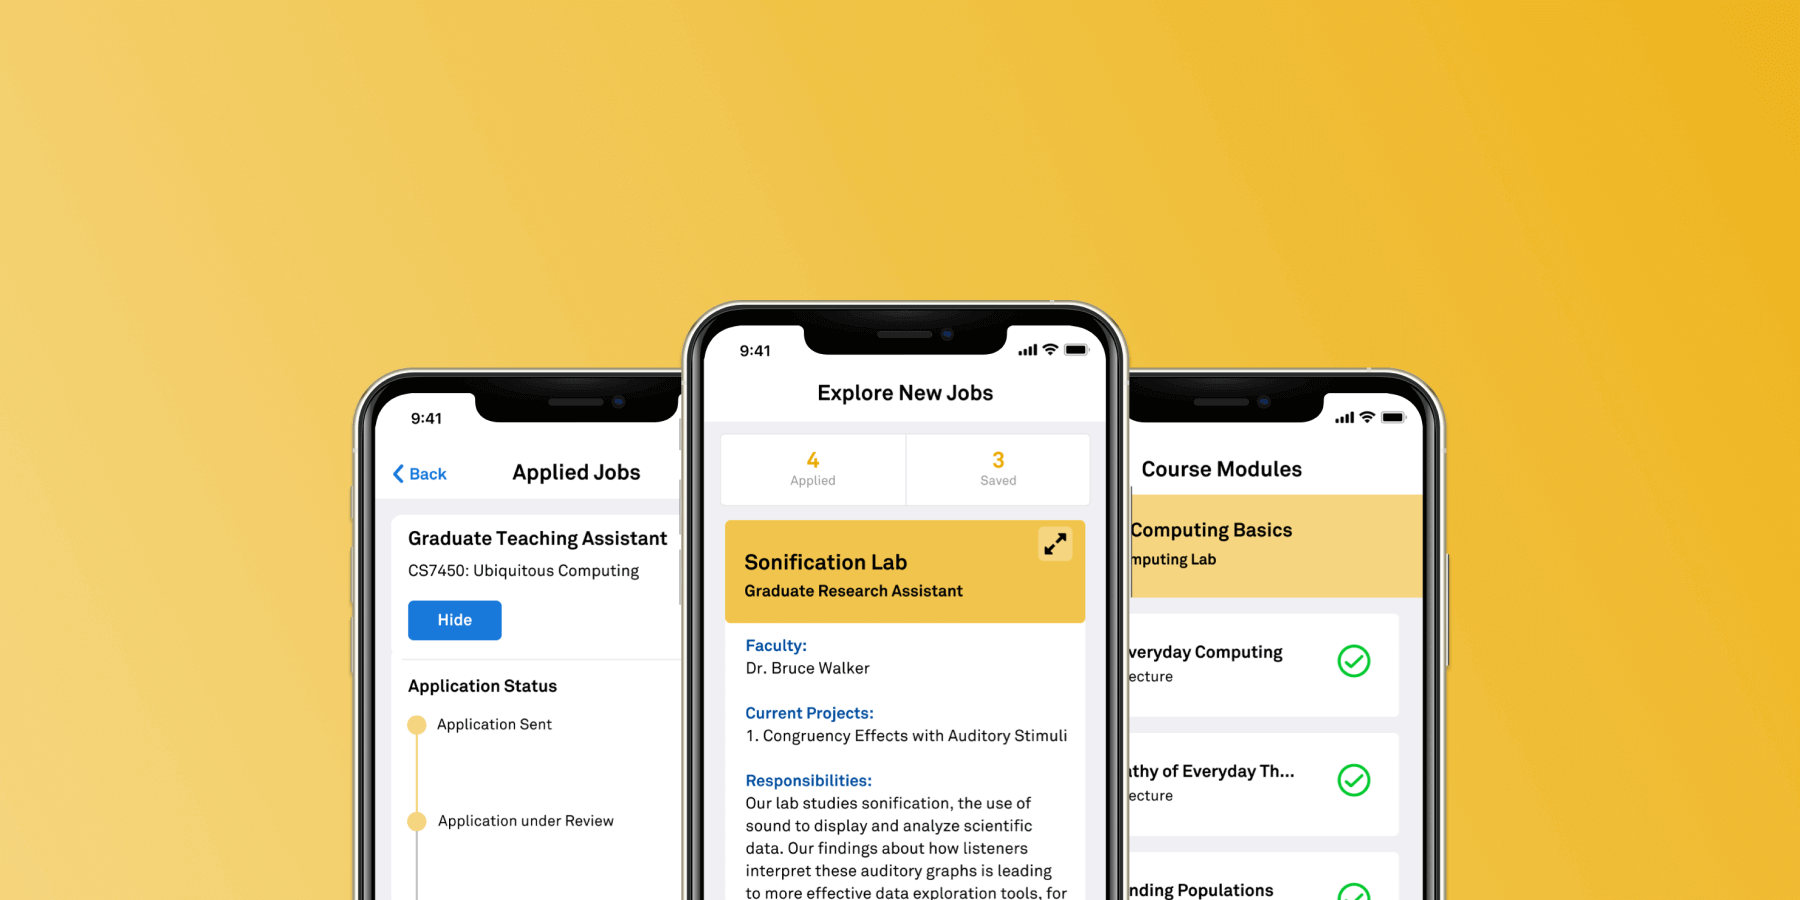 9:41
Back
Applied Jobs
Graduate Teaching Assistant
CS7450: Ubiquitous Computing
Hide
Application Status
Application Sent
Application under Review
9:41
Explore New Jobs
4
Applied
3
Saved
Sonification Lab
Graduate Research Assistant
Faculty:
Dr. Bruce Walker
Current Projects:
1. Congruency Effects with Auditory Stimuli
Responsibilities:
Our lab studies sonification, the use of
sound to display and analyze scientific
data. Our findings about how listeners
interpret these auditory graphs is leading
to more effective data exploration tools, for
Course Modules
Computing Basics
mputing Lab
veryday Computing
ecture
thy of Everyday Th...
ecture
nding Populations